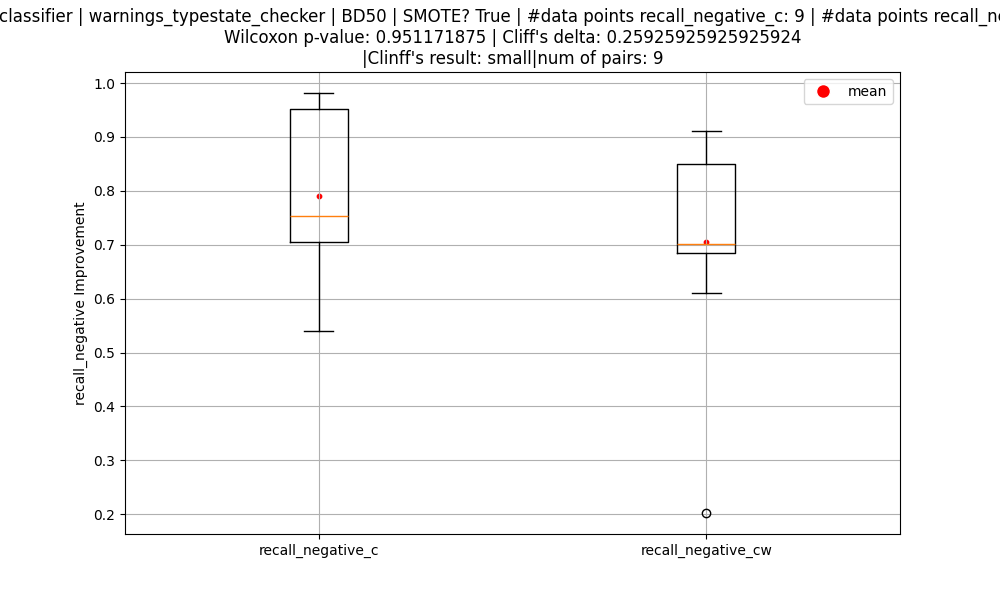 classifier | warnings_typestate_checker | BD50 | SMOTE? True | #data points recall_negative_c: 9 | #data points
Wilcoxon p-value: 0.951171875 | Cliff's delta: 0.25925925925925924
|Clinff's result: small|num of pairs: 9
mean
1.0
0.9
0.8
0.7
0.6
0.5
0.4
0.3
0.2
recall_negative Improvement
recall_negative_c
recall_negative_cw